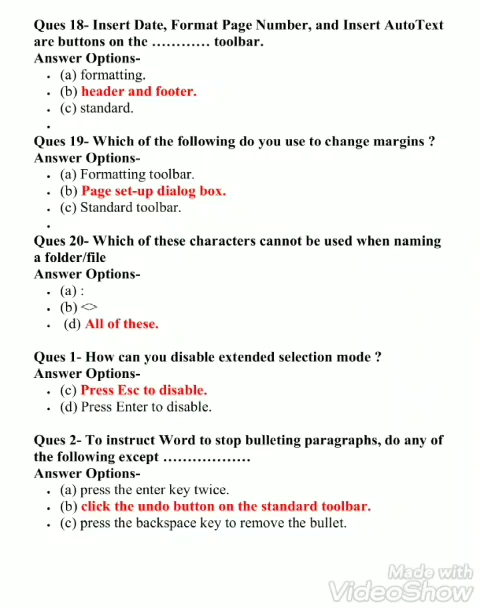 Ques 18- Insert Date, Format Page Number, and Insert AutoText
are buttons on the ………… toolbar.
Answer Options-
• (a) formatting.
• (b) header and footer.
• (c) standard.
•
Ques 19- Which of the following do you use to change margins ?
Answer Options-
• (a) Formatting toolbar.
• (b) Page set-up dialog box.
• (c) Standard toolbar.
•
Ques 20- Which of these characters cannot be used when naming
a folder/file
Answer Options-
• (a) :
• (b) <>
• (d) All of these.
Ques 1- How can you disable extended selection mode ?
Answer Options-
• (c) Press Esc to disable.
• (d) Press Enter to disable.
Ques 2- To instruct Word to stop bulleting paragraphs, do any of
the following except ………………
Answer Options-
• (a) press the enter key twice.
• (b) click the undo button on the standard toolbar.
• (c) press the backspace key to remove the bullet.
Made with
VideoShow